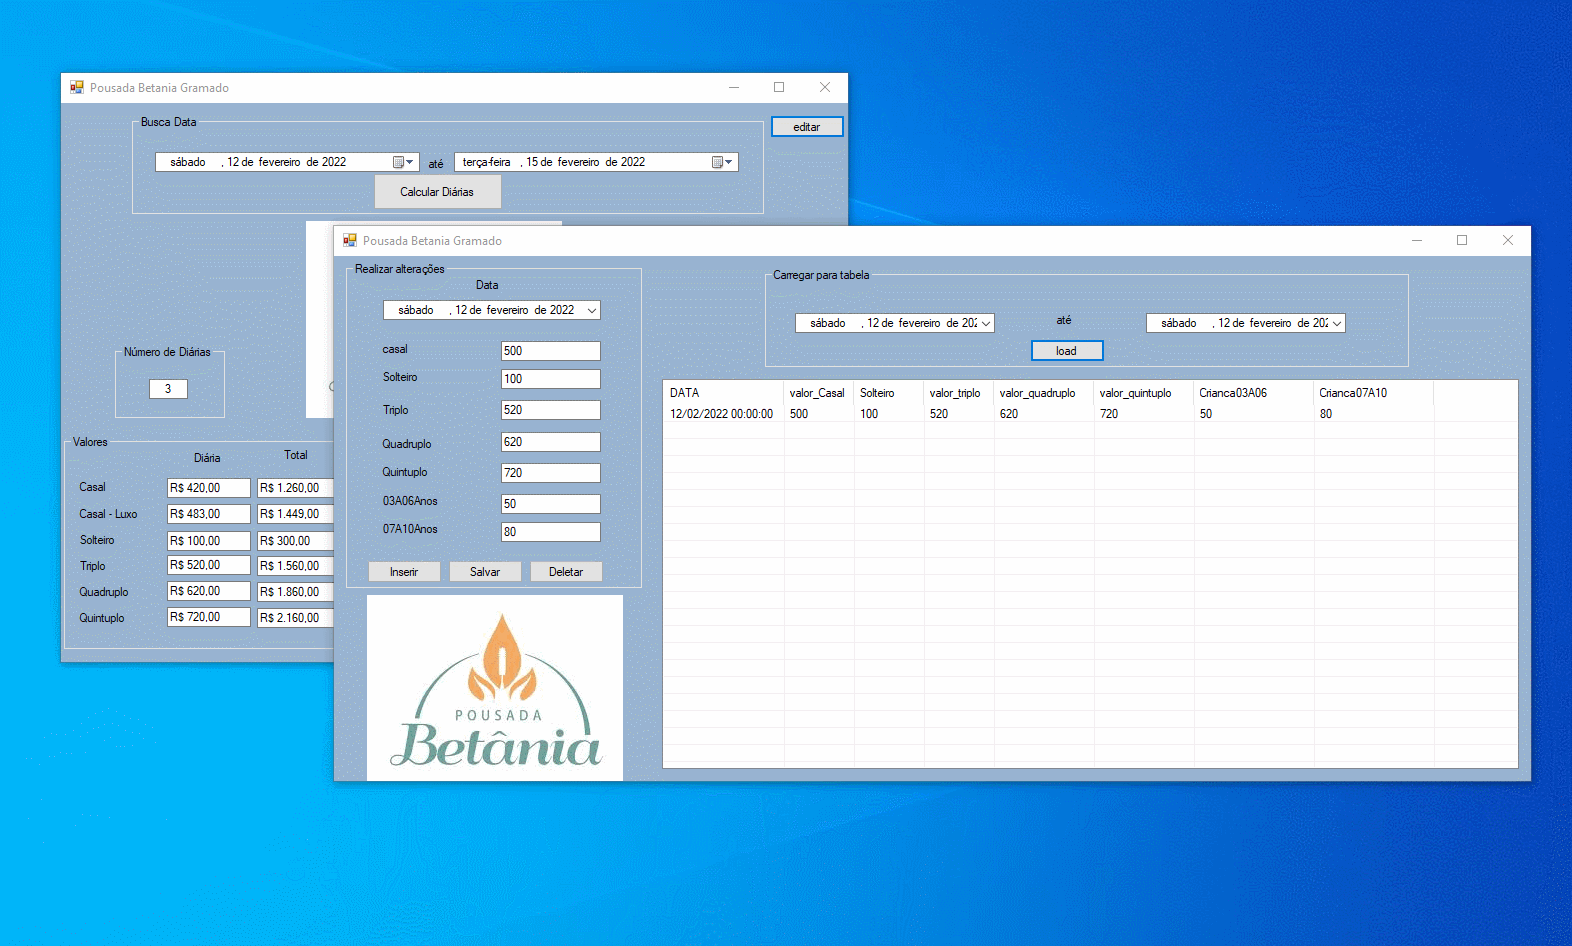 Pousada Betania Gramado
Busca Data
editar
sábado , 12 de fevereiro de 2022
até
terça-feira , 15 de fevereiro de 2022
Calcular Diárias
Número de Diárias
3
Valores
Diária
Total
Casal R$ 420,00 R$ 1.260,00
Casal - Luxo R$ 483,00 R$ 1.449,00
Solteiro R$ 100,00 R$ 300,00
Triplo R$ 520,00 R$ 1.560,00
Quadruplo R$ 620,00 R$ 1.860,00
Quintuplo R$ 720,00 R$ 2.160,00
Pousada Betania Gramado
Realizar alterações
Data
sábado , 12 de fevereiro de 2022
casal 500
Solteiro 100
Triplo 520
Quadruplo 620
Quintuplo 720
03A06Anos 50
07A10Anos 80
Inserir Salvar Deletar
POUSADA
Betânia
Carregar para tabela
sábado , 12 de fevereiro de 202
até
sábado , 12 de fevereiro de 202
load
DATA valor_Casal Solteiro valor_triplo valor_quadruplo valor_quintuplo Crianca03A06 Crianca07A10
12/02/2022 00:00:00 500 100 520 620 720 50 80